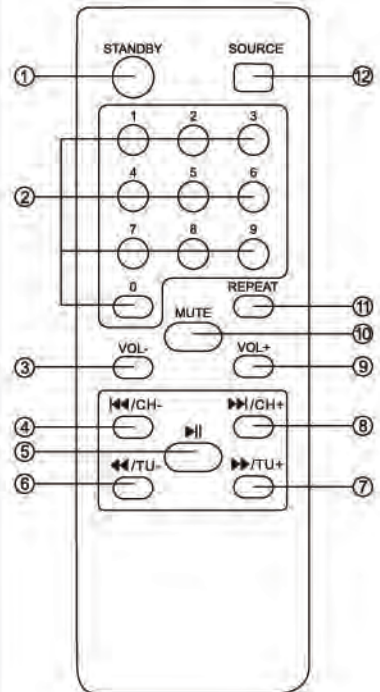 STANDBY SOURCE
① ⑫
1 2 3
② 4 5 6
7 8 9
0 REPEAT
⑪
MUTE
⑩
VOL- VOL+
③ ⑨
⏮/CH- ⏭/CH+
④ ⏯ ⑧
⑤
⏪/TU- ⏩/TU+
⑥ ⑦